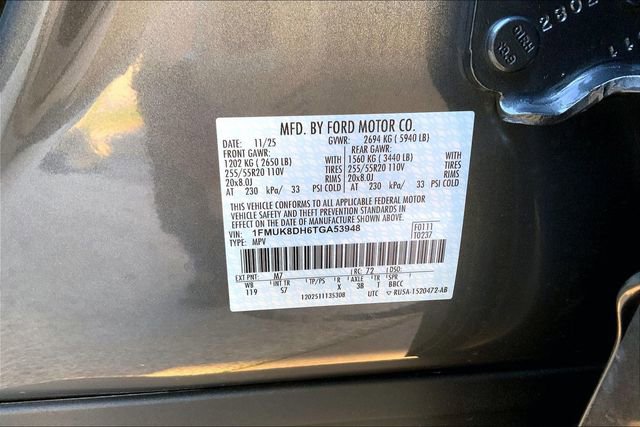 MFD. BY FORD MOTOR CO.
DATE: 11/25 GVWR: 2694 KG ( 5940 LB)
FRONT GAWR: REAR GAWR:
1202 KG ( 2650 LB) WITH 1560 KG ( 3440 LB) WITH
255/55R20 110V TIRES 255/55R20 110V TIRES
20x8.0J RIMS 20x8.0J RIMS
AT 230 kPa/ 33 PSI COLD AT 230 kPa/ 33 PSI COLD
THIS VEHICLE CONFORMS TO ALL APPLICABLE FEDERAL MOTOR
VEHICLE SAFETY AND THEFT PREVENTION STANDARDS IN
EFFECT ON THE DATE OF MANUFACTURE SHOWN ABOVE.
VIN: 1FMUK8DH6TGA53948 F0111
TYPE: MPV T0237
EXT PNT: M7 RC: 72 DSO:
WB INT TR TP/PS R AXLE TR SPR
119 S7 X 3B T BBCC
1202511135308 UTC ▽ RU5A-1520472-AB